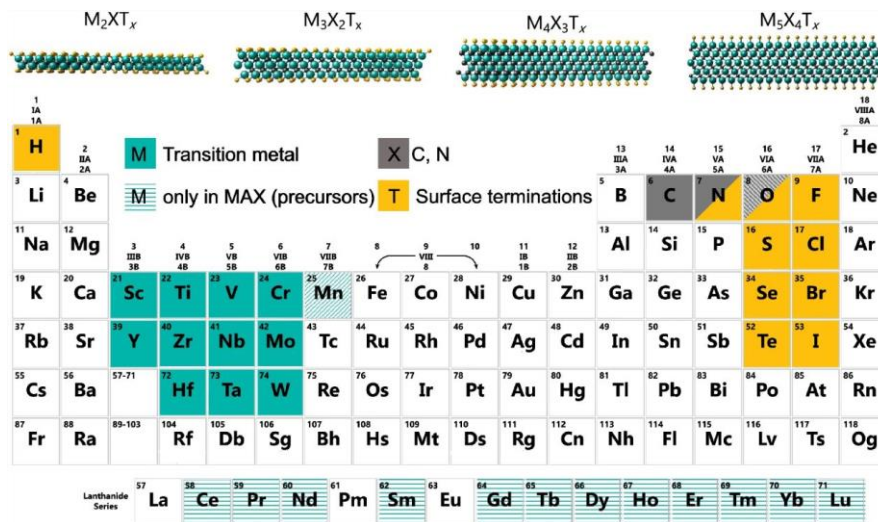 M₂XTₓ M₃X₂Tₓ M₄X₃Tₓ M₅X₄Tₓ
1
IA
1A
18
VIIIA
8A
1 H
2
IIA
2A
M Transition metal
X C, N
13
IIIA
3A
14
IVA
4A
15
VA
5A
16
VIA
6A
17
VIIA
7A
2 He
3 Li 4 Be
M only in MAX (precursors)
T Surface terminations
5 B 6 C 7 N 8 O 9 F 10 Ne
11 Na 12 Mg
3
IIIB
3B
4
IVB
4B
5
VB
5B
6
VIB
6B
7
VIIB
7B
8 9 10
VIII
8
11
IB
1B
12
IIB
2B
13 Al 14 Si 15 P 16 S 17 Cl 18 Ar
19 K 20 Ca 21 Sc 22 Ti 23 V 24 Cr 25 Mn 26 Fe 27 Co 28 Ni 29 Cu 30 Zn 31 Ga 32 Ge 33 As 34 Se 35 Br 36 Kr
37 Rb 38 Sr 39 Y 40 Zr 41 Nb 42 Mo 43 Tc 44 Ru 45 Rh 46 Pd 47 Ag 48 Cd 49 In 50 Sn 51 Sb 52 Te 53 I 54 Xe
55 Cs 56 Ba 57-71 72 Hf 73 Ta 74 W 75 Re 76 Os 77 Ir 78 Pt 79 Au 80 Hg 81 Tl 82 Pb 83 Bi 84 Po 85 At 86 Rn
87 Fr 88 Ra 89-103 104 Rf 105 Db 106 Sg 107 Bh 108 Hs 109 Mt 110 Ds 111 Rg 112 Cn 113 Nh 114 Fl 115 Mc 116 Lv 117 Ts 118 Og
Lanthanide
Series
57 La 58 Ce 59 Pr 60 Nd 61 Pm 62 Sm 63 Eu 64 Gd 65 Tb 66 Dy 67 Ho 68 Er 69 Tm 70 Yb 71 Lu